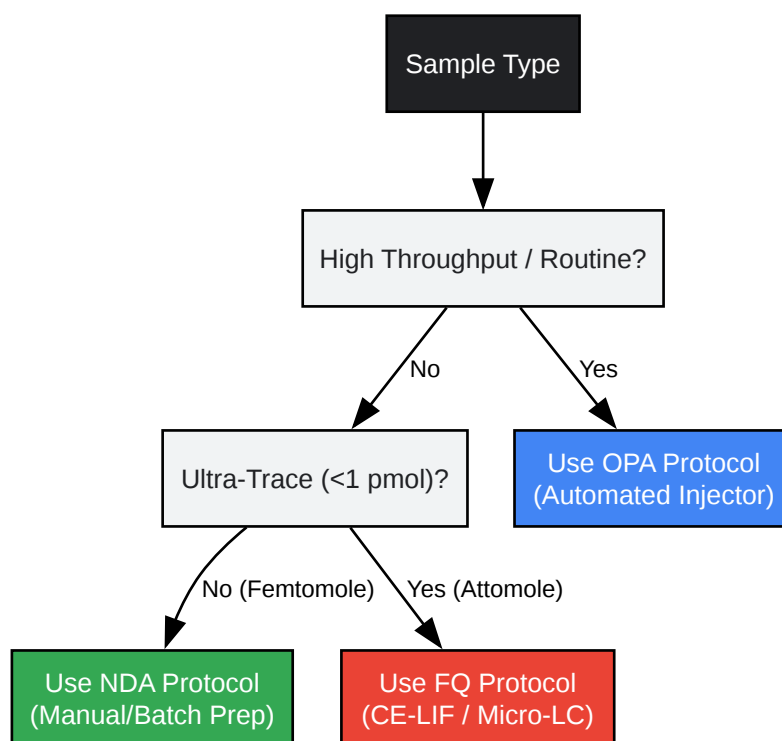 Sample Type
High Throughput / Routine?
No
Yes
Ultra-Trace (<1 pmol)?
Use OPA Protocol
(Automated Injector)
No (Femtomole)
Yes (Attomole)
Use NDA Protocol
(Manual/Batch Prep)
Use FQ Protocol
(CE-LIF / Micro-LC)